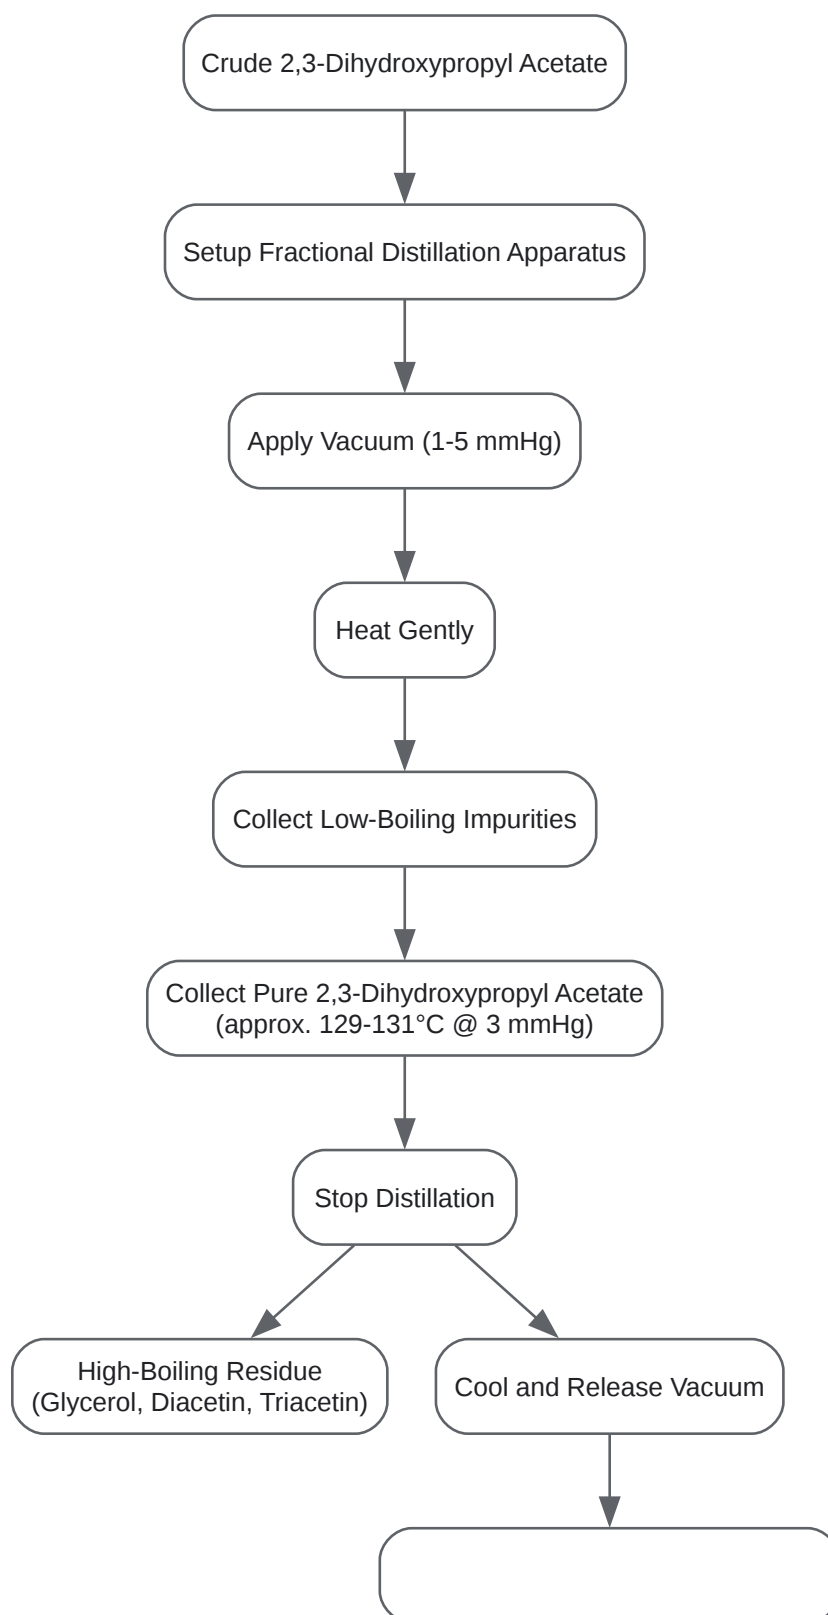 Crude 2,3-Dihydroxypropyl Acetate
Setup Fractional Distillation Apparatus
Apply Vacuum (1-5 mmHg)
Heat Gently
Collect Low-Boiling Impurities
Collect Pure 2,3-Dihydroxypropyl Acetate
(approx. 129-131°C @ 3 mmHg)
Stop Distillation
High-Boiling Residue
(Glycerol, Diacetin, Triacetin)
Cool and Release Vacuum